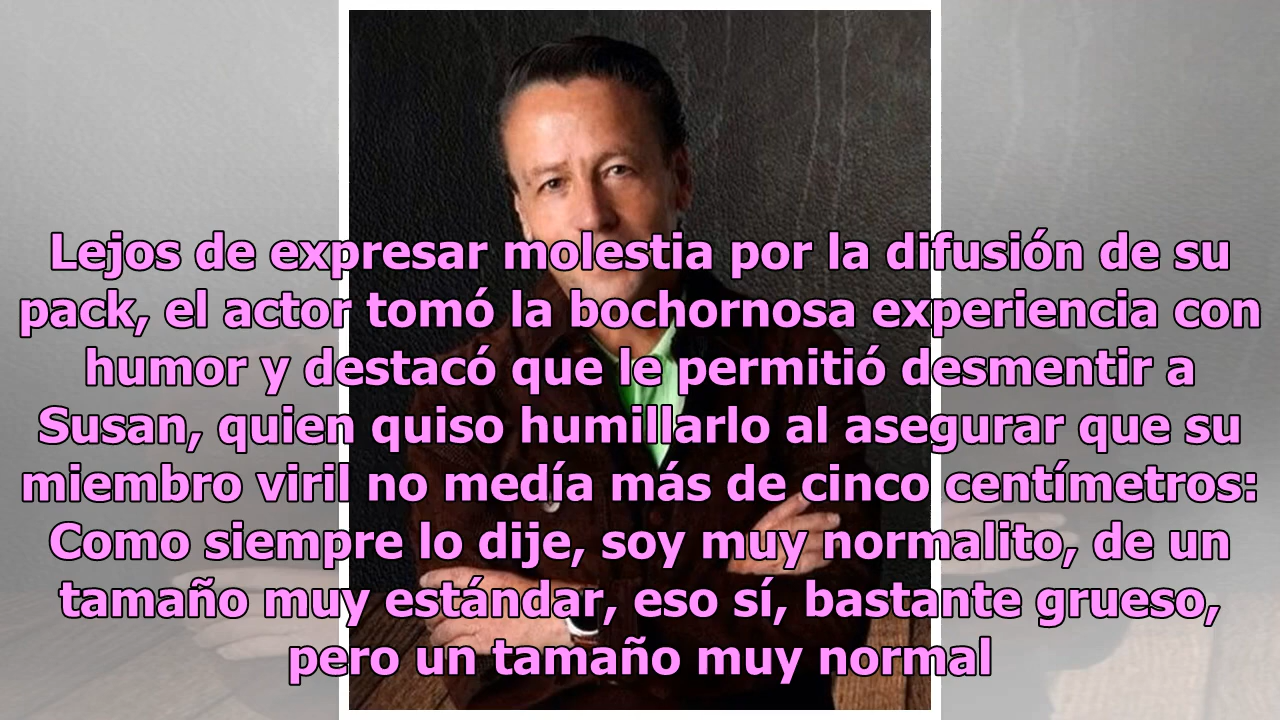 Lejos de expresar molestia por la difusión de su
pack, el actor tomó la bochornosa experiencia con
humor y destacó que le permitió desmentir a
Susan, quien quiso humillarlo al asegurar que su
miembro viril no medía más de cinco centímetros:
Como siempre lo dije, soy muy normalito, de un
tamaño muy estándar, eso sí, bastante grueso,
pero un tamaño muy normal